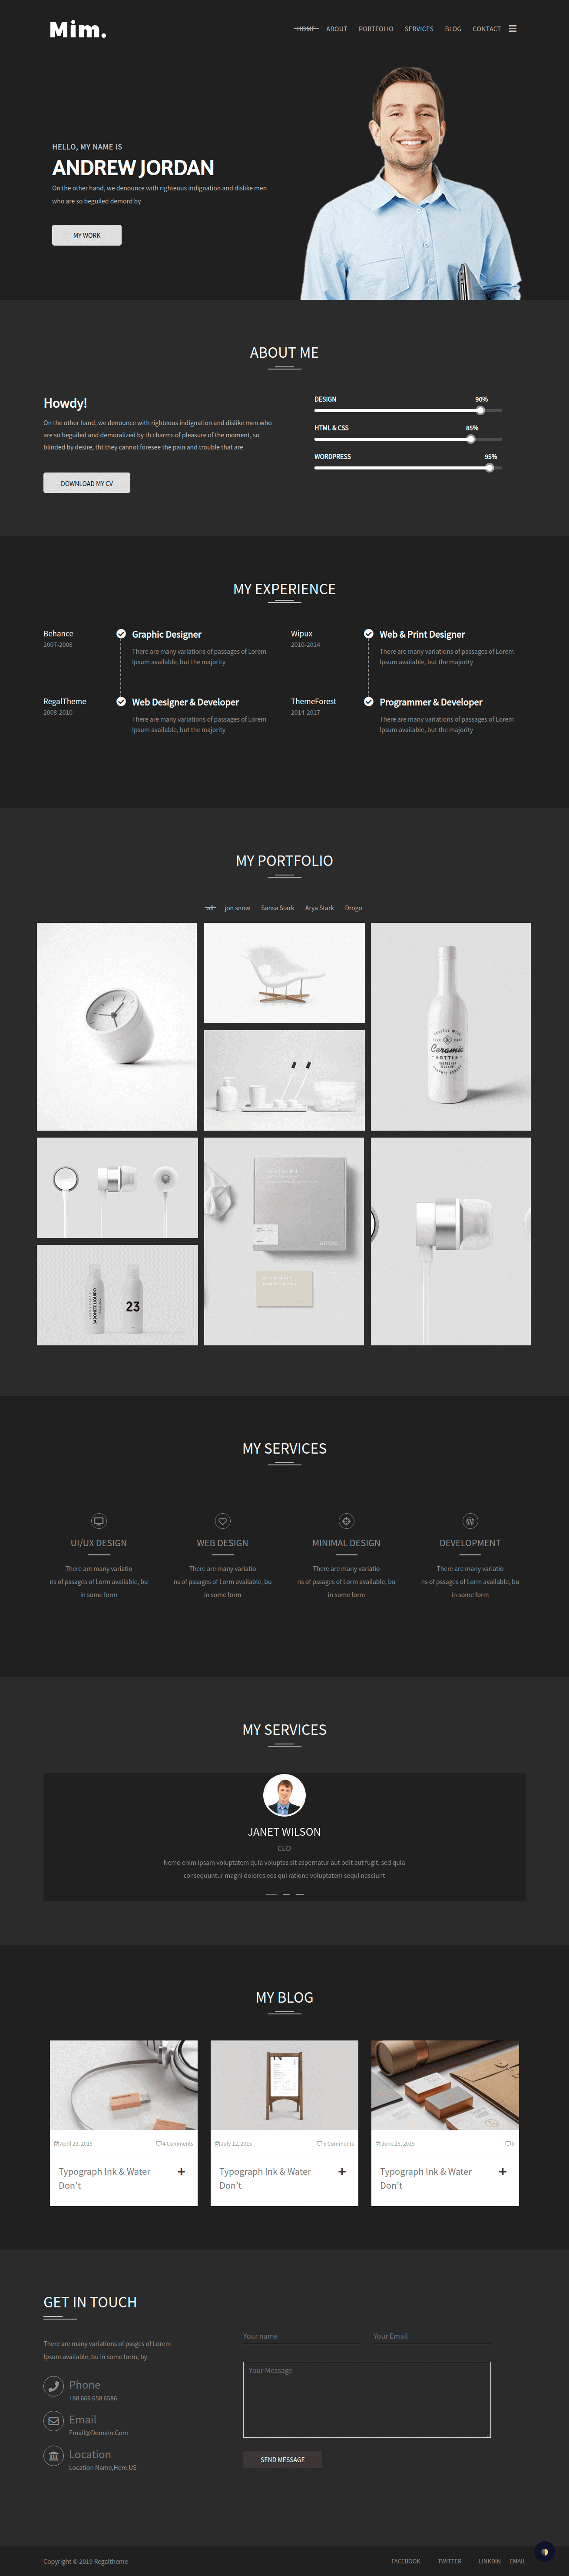 Mim.
HOME ABOUT PORTFOLIO SERVICES BLOG CONTACT
HELLO, MY NAME IS
ANDREW JORDAN
On the other hand, we denounce with righteous indignation and dislike men
who are so beguiled demord by
MY WORK
ABOUT ME
Howdy!
On the other hand, we denounce with righteous indignation and dislike men who
are so beguiled and demoralized by th charms of pleasure of the moment, so
blinded by desire, tht they cannot foresee the pain and trouble that are
DOWNLOAD MY CV
DESIGN 90%
HTML & CSS 85%
WORDPRESS 95%
MY EXPERIENCE
Behance
2007-2008
Graphic Designer
There are many variations of passages of Lorem
Ipsum available, but the majority
Wipux
2010-2014
Web & Print Designer
There are many variations of passages of Lorem
Ipsum available, but the majority
RegalTheme
2008-2010
Web Designer & Developer
There are many variations of passages of Lorem
Ipsum available, but the majority
ThemeForest
2014-2017
Programmer & Developer
There are many variations of passages of Lorem
Ipsum available, but the majority
MY PORTFOLIO
all jon snow Sansa Stark Arya Stark Drogo
Ceramic
BOTTLE
SABONETE LÍQUIDO
23
MY SERVICES
UI/UX DESIGN
There are many variatio
ns of pssages of Lorm available, bu
in some form
WEB DESIGN
There are many variatio
ns of pssages of Lorm available, bu
in some form
MINIMAL DESIGN
There are many variatio
ns of pssages of Lorm available, bu
in some form
DEVELOPMENT
There are many variatio
ns of pssages of Lorm available, bu
in some form
MY SERVICES
JANET WILSON
CEO
Nemo enim ipsam voluptatem quia voluptas sit aspernatur aut odit aut fugit, sed quia
consequuntur magni dolores eos qui ratione voluptatem sequi nesciunt
MY BLOG
April 23, 2015 4 Comments
Typograph Ink & Water
Don't
July 12, 2015 5 Comments
Typograph Ink & Water
Don't
June 25, 2015 0
Typograph Ink & Water
Don't
GET IN TOUCH
There are many variations of pssges of Lorem
Ipsum available, bu in some form, by
Phone
+88 669 658 6586
Email
Email@Domain.Com
Location
Location Name,Here.US
Your name
Your Email
Your Message
SEND MESSAGE
Copyright © 2019 Regaltheme
FACEBOOK TWITTER LINKDIN EMAIL